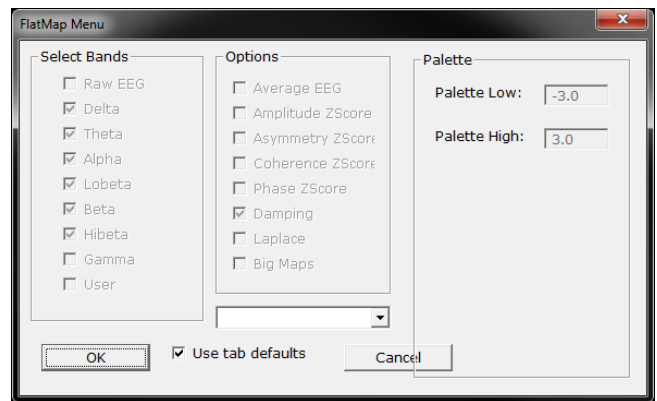 FlatMap Menu
Select Bands
Raw EEG
Delta
Theta
Alpha
Lobeta
Beta
Hibeta
Gamma
User
Options
Average EEG
Amplitude ZScore
Asymmetry ZScore
Coherence ZScore
Phase ZScore
Damping
Laplace
Big Maps
Palette
Palette Low: -3.0
Palette High: 3.0
OK
Use tab defaults
Cancel